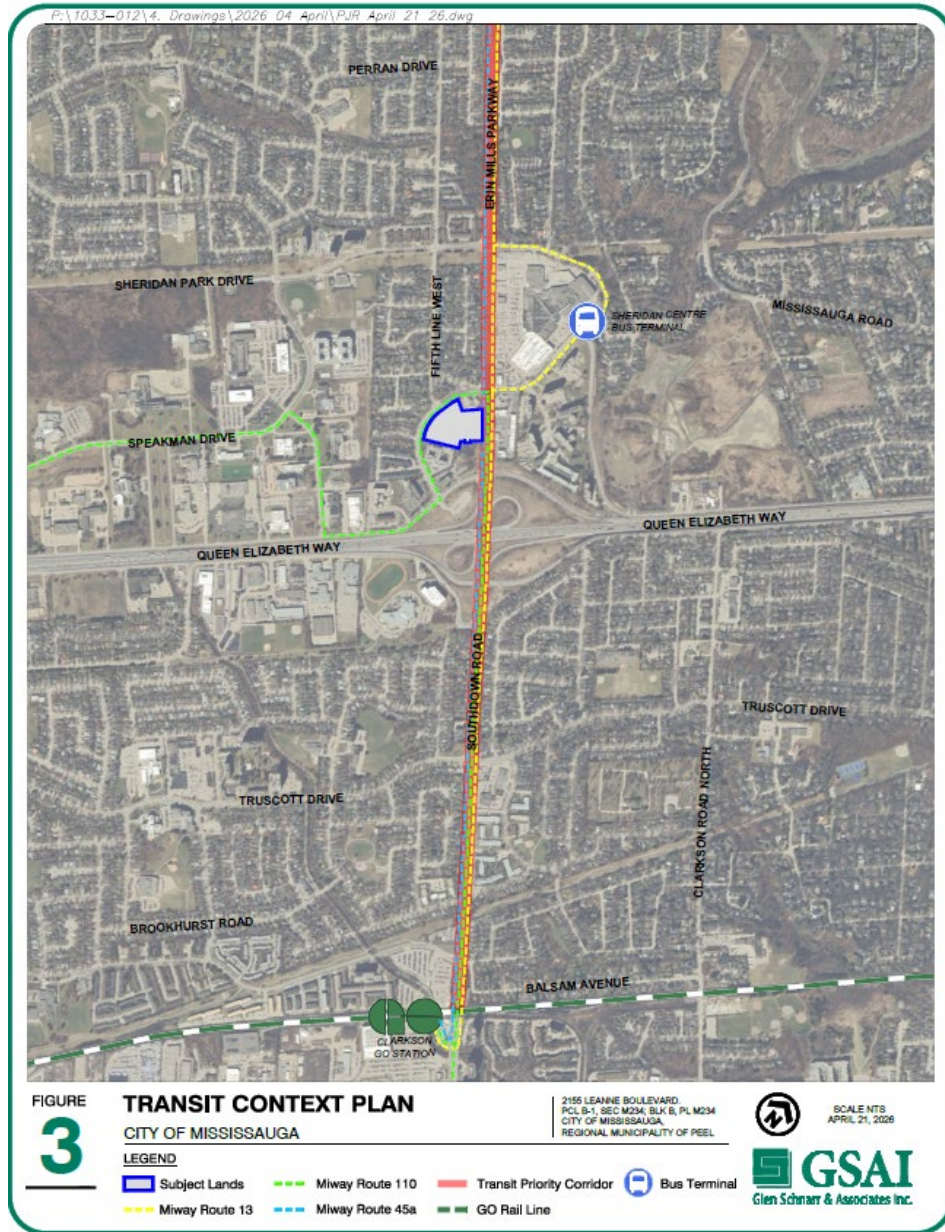 P:\1033-012\4. Drawings\2026 04 April\PJR April 21 26.dwg
PERRAN DRIVE
ERIN MILLS PARKWAY
SHERIDAN PARK DRIVE
FIFTH LINE WEST
MISSISSAUGA ROAD
SHERIDAN CENTRE
BUS TERMINAL
SPEAKMAN DRIVE
QUEEN ELIZABETH WAY
QUEEN ELIZABETH WAY
SOUTHDOWN ROAD
TRUSCOTT DRIVE
TRUSCOTT DRIVE
CLARKSON ROAD NORTH
BROOKHURST ROAD
BALSAM AVENUE
GO
CLARKSON
GO STATION
FIGURE
3
TRANSIT CONTEXT PLAN
CITY OF MISSISSAUGA
2155 LEANNE BOULEVARD.
PCL B-1, SEC M234; BLK B, PL M234
CITY OF MISSISSAUGA,
REGIONAL MUNICIPALITY OF PEEL
SCALE NTS
APRIL 21, 2026
LEGEND
Subject Lands
Miway Route 110
Transit Priority Corridor
Bus Terminal
Miway Route 13
Miway Route 45a
GO Rail Line
GSAI
Glen Schnarr & Associates Inc.